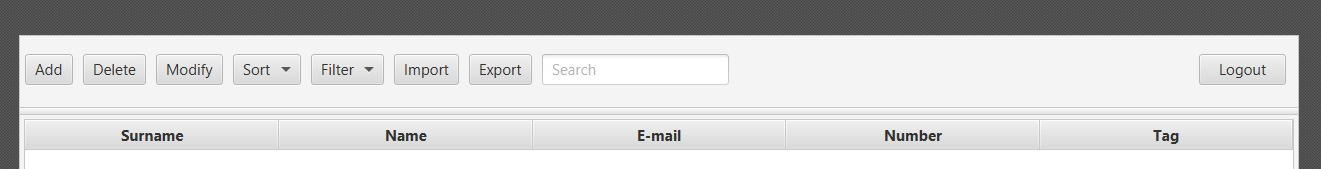 Add Delete Modify Sort Filter Import Export Search Logout
Surname Name E-mail Number Tag